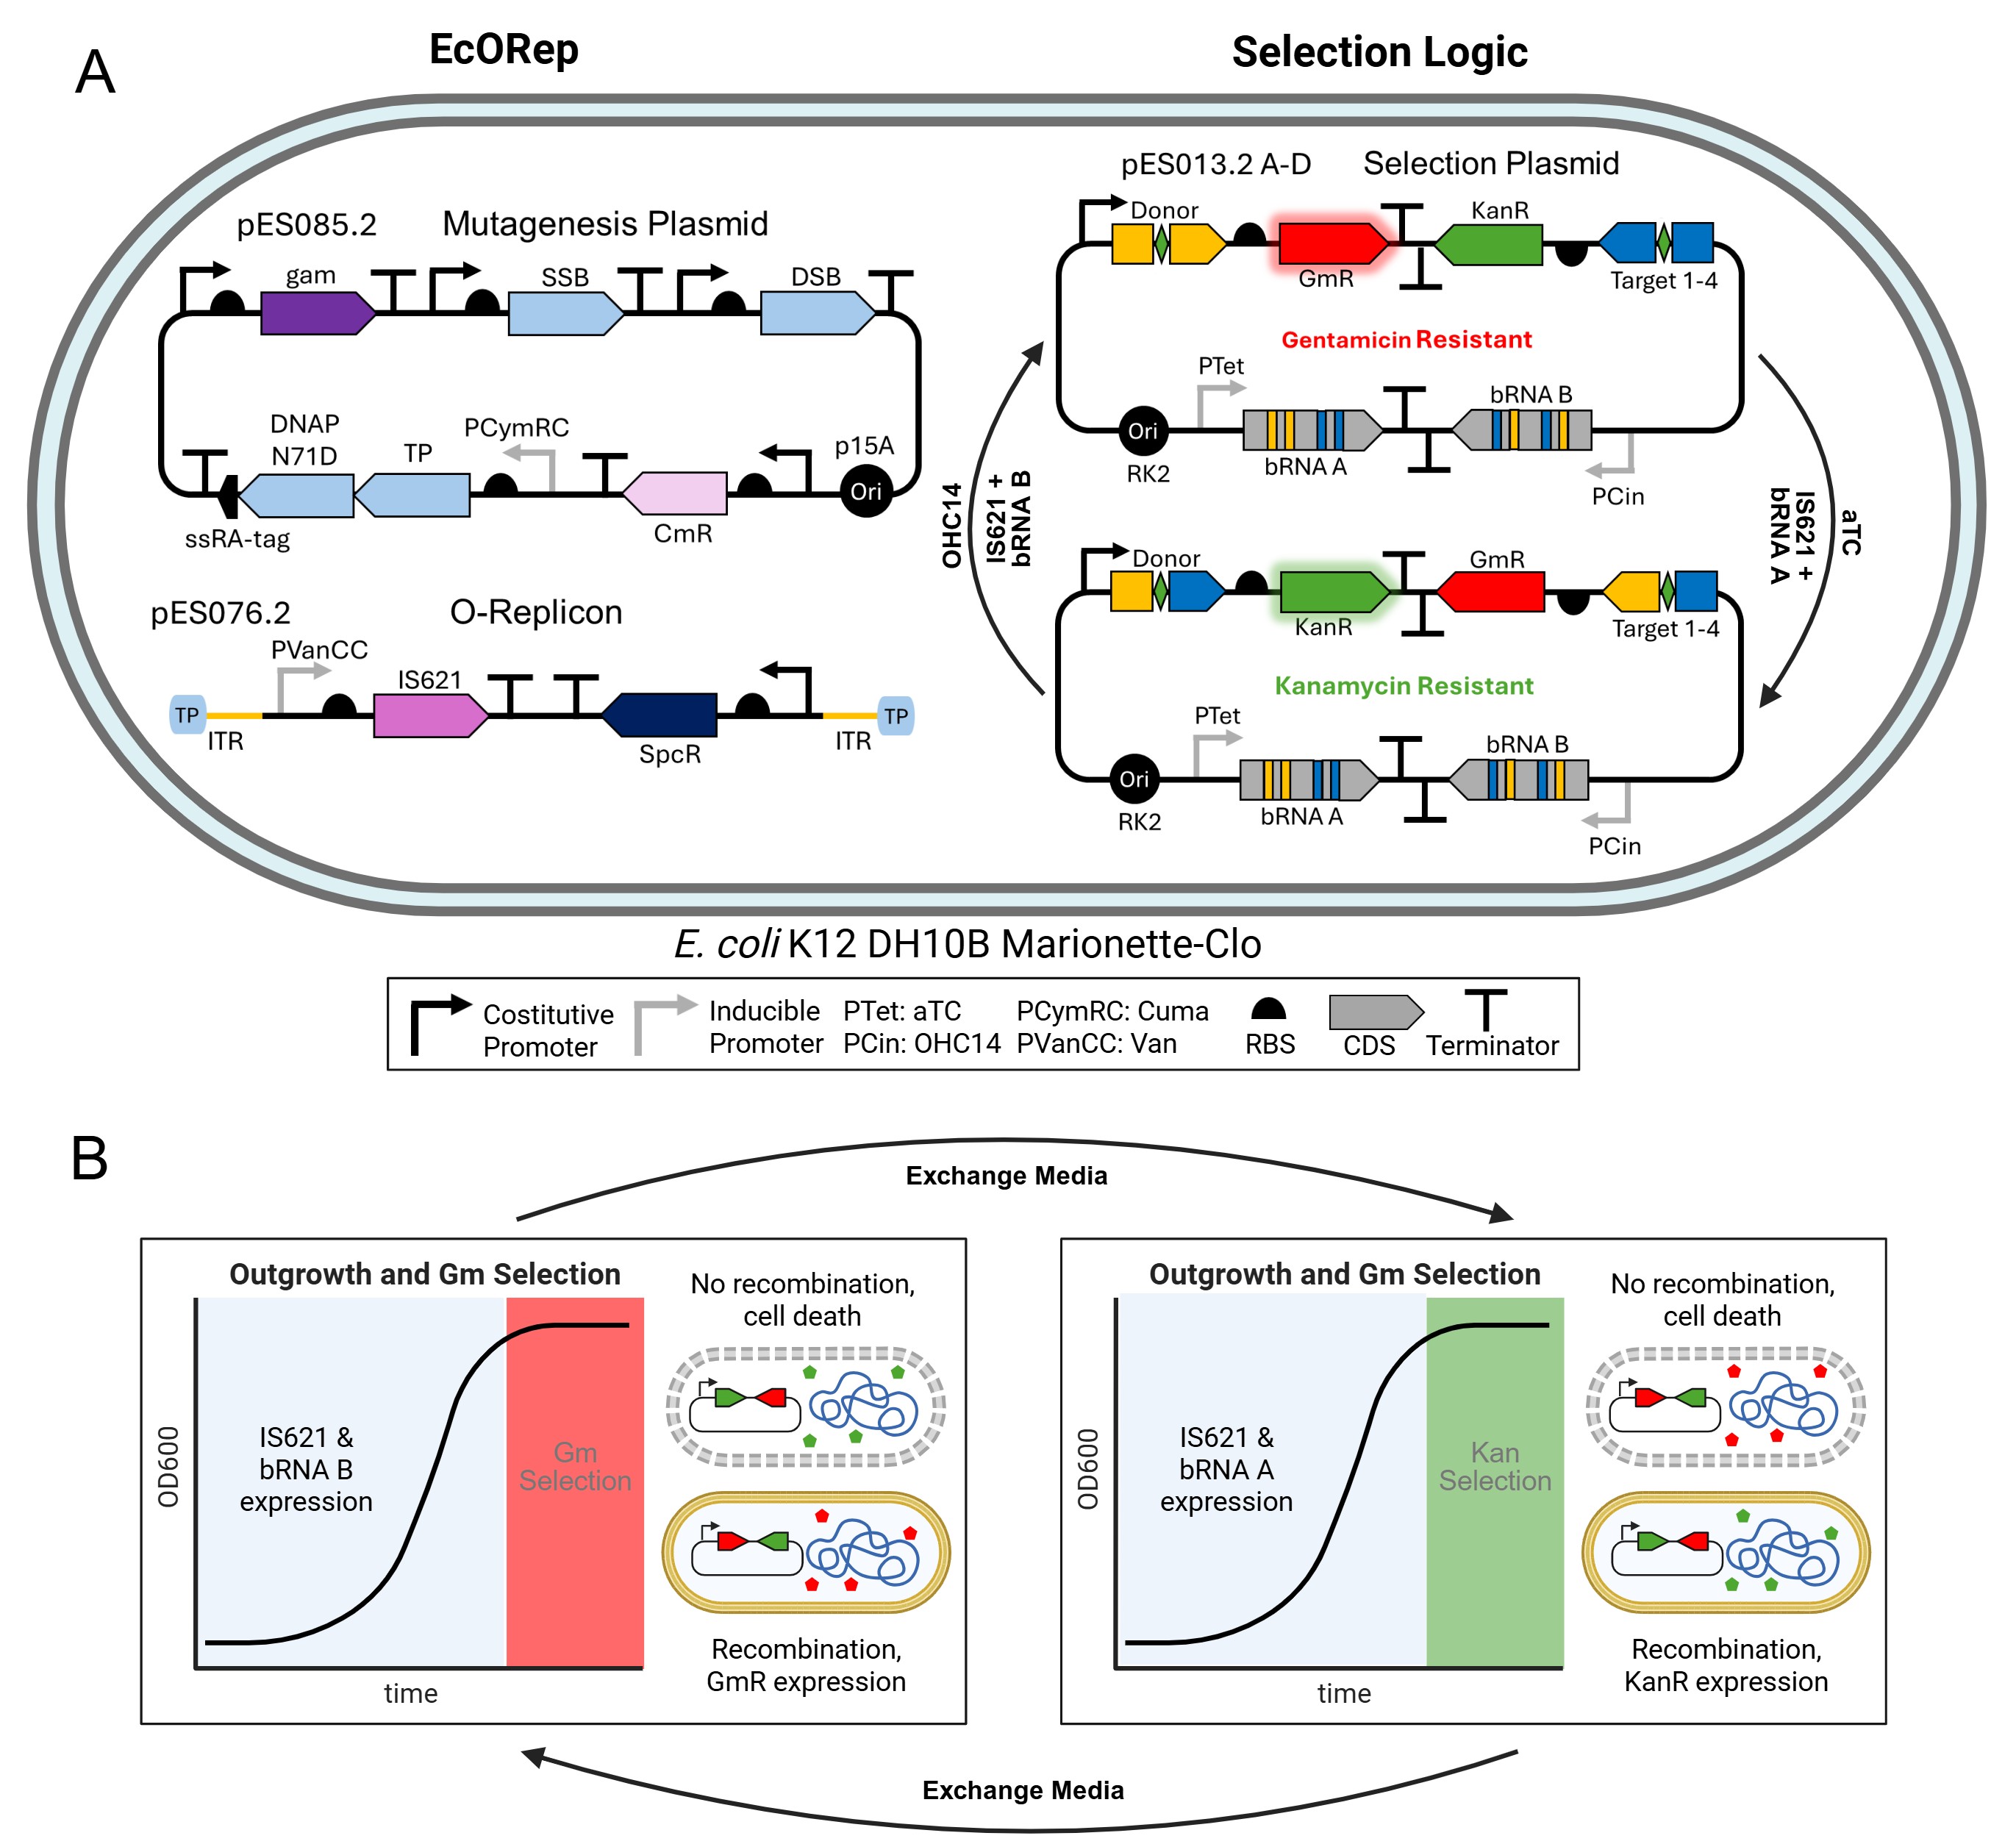 A
EcORep
Selection Logic
pES085.2
Mutagenesis Plasmid
gam
SSB
DSB
DNAP
N71D
TP
PCymRC
p15A
Ori
ssRA-tag
CmR
pES076.2
O-Replicon
PVanCC
IS621
TP
TP
ITR
SpcR
ITR
pES013.2 A-D
Selection Plasmid
Donor
KanR
GmR
Target 1-4
Gentamicin Resistant
PTet
bRNA B
Ori
RK2
bRNA A
PCin
OHC14
IS621 +
bRNA B
aTC
IS621 +
bRNA A
Donor
GmR
KanR
Target 1-4
Kanamycin Resistant
PTet
bRNA B
Ori
RK2
bRNA A
PCin
E. coli K12 DH10B Marionette-Clo
Costitutive
Promoter
Inducible
Promoter
PTet: aTC
PCin: OHC14
PCymRC: Cuma
PVanCC: Van
RBS
CDS
Terminator
B
Exchange Media
Outgrowth and Gm Selection
No recombination,
cell death
OD600
IS621 &
bRNA B
expression
Gm
Selection
time
Recombination,
GmR expression
Outgrowth and Gm Selection
No recombination,
cell death
OD600
IS621 &
bRNA A
expression
Kan
Selection
time
Recombination,
KanR expression
Exchange Media